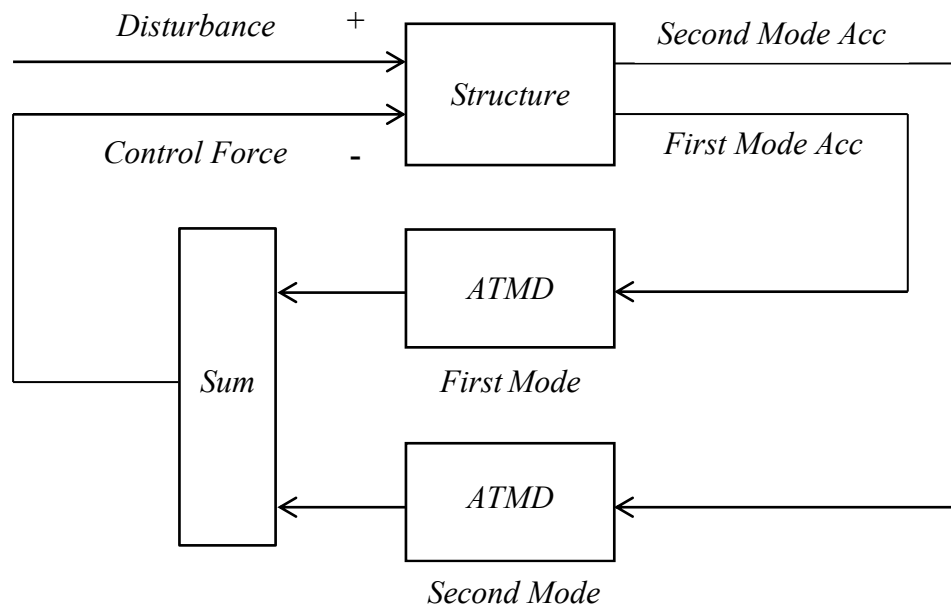 Disturbance +
Second Mode Acc
Structure
Control Force -
First Mode Acc
ATMD
Sum
First Mode
ATMD
Second Mode